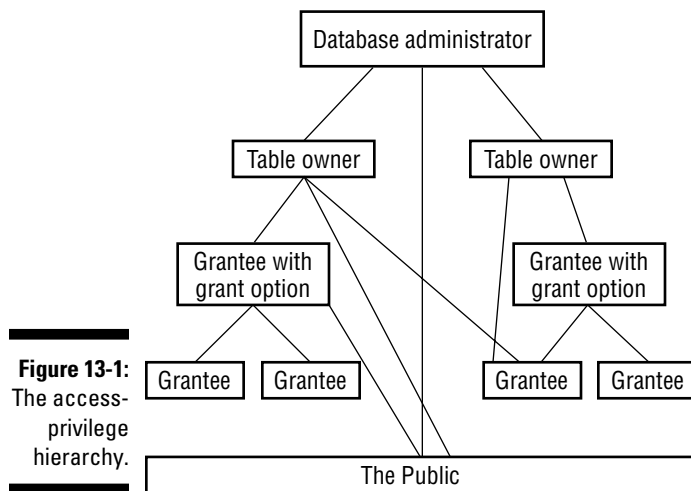 Database administrator
Table owner
Table owner
Grantee with
grant option
Grantee with
grant option
Grantee
Grantee
Grantee
Grantee
The Public
Figure 13-1:
The access-
privilege
hierarchy.